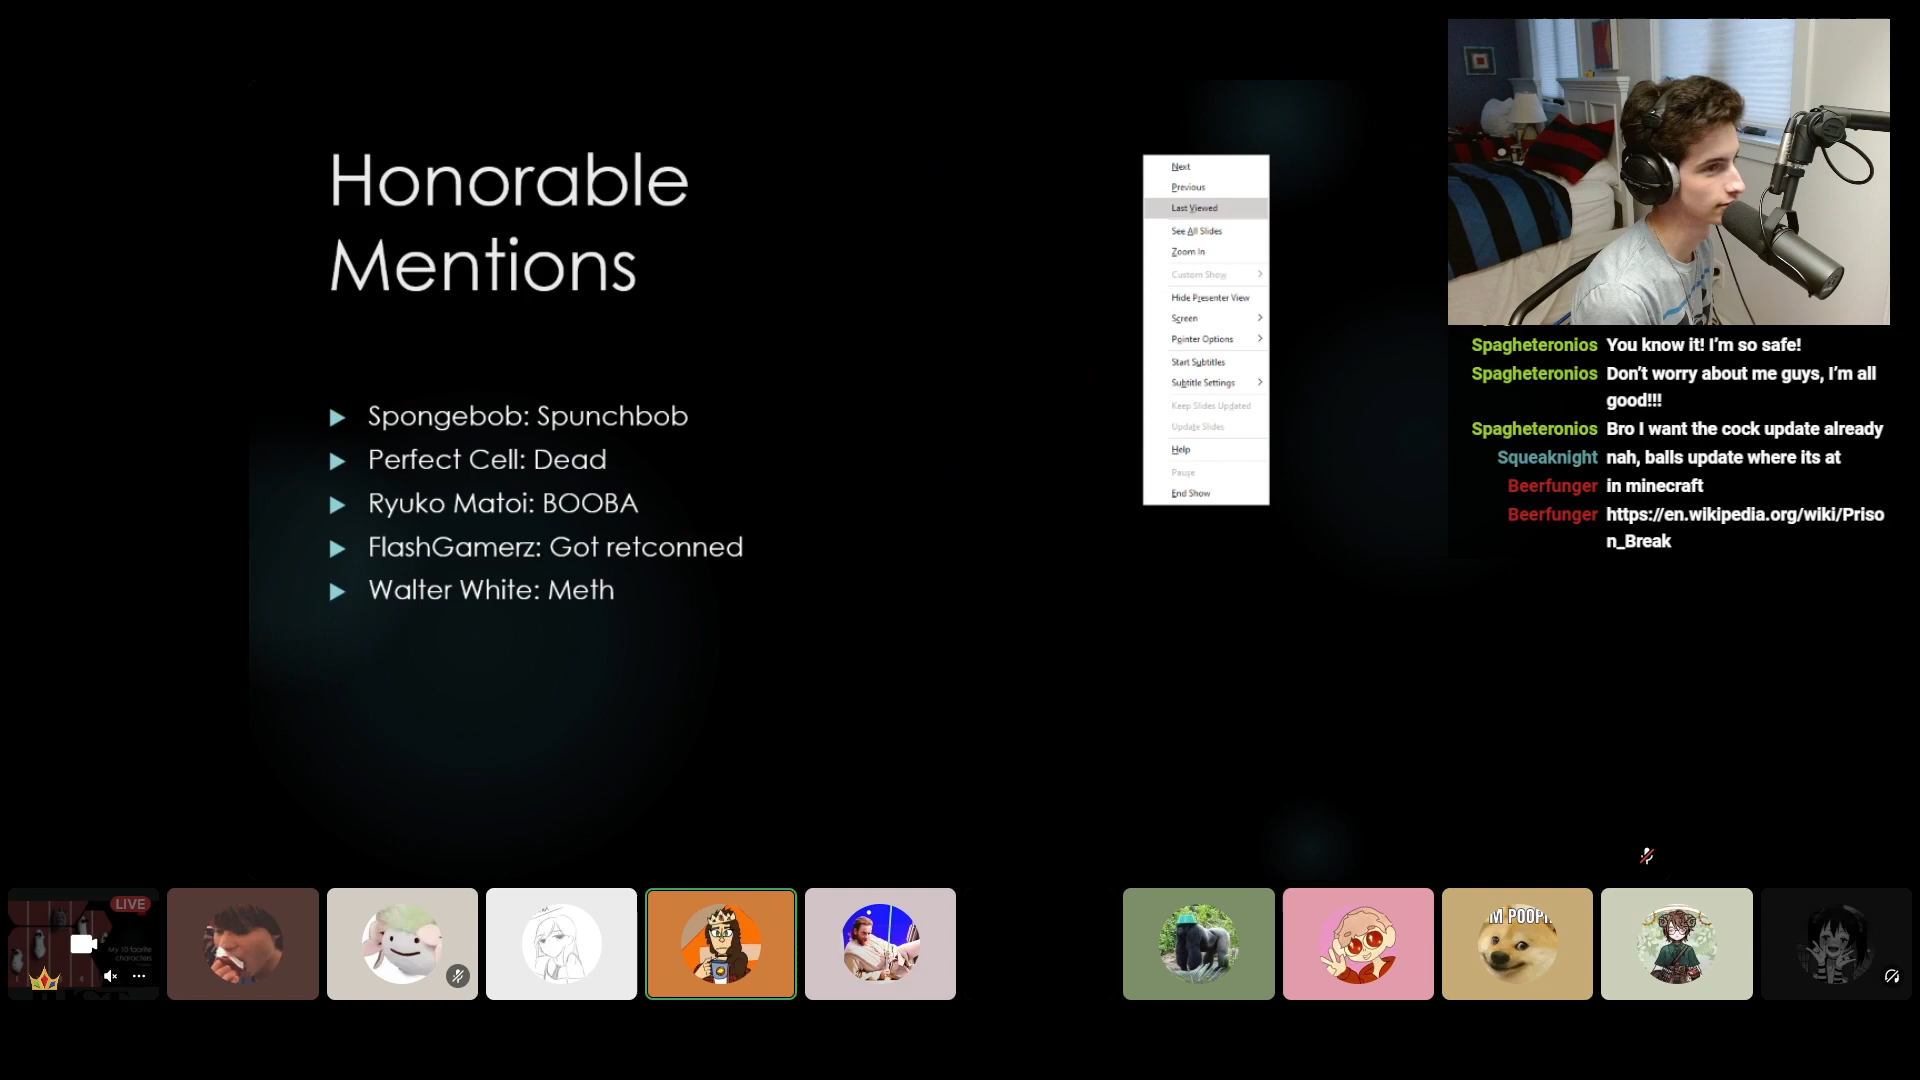 Honorable
Mentions
Spongebob: Spunchbob
Perfect Cell: Dead
Ryuko Matoi: BOOBA
FlashGamerz: Got retconned
Walter White: Meth
Next
Previous
Last Viewed
See All Slides
Zoom In
Custom Show
Hide Presenter View
Screen
Pointer Options
Start Subtitles
Subtitle Settings
Keep Slides Updated
Update Slides
Help
Pause
End Show
Spagheteronios You know it! I'm so safe!
Spagheteronios Don't worry about me guys, I'm all
good!!!
Spagheteronios Bro I want the cock update already
Squeaknight nah, balls update where its at
Beerfunger in minecraft
Beerfunger https://en.wikipedia.org/wiki/Priso
n_Break
LIVE
My 10 faorite
characters